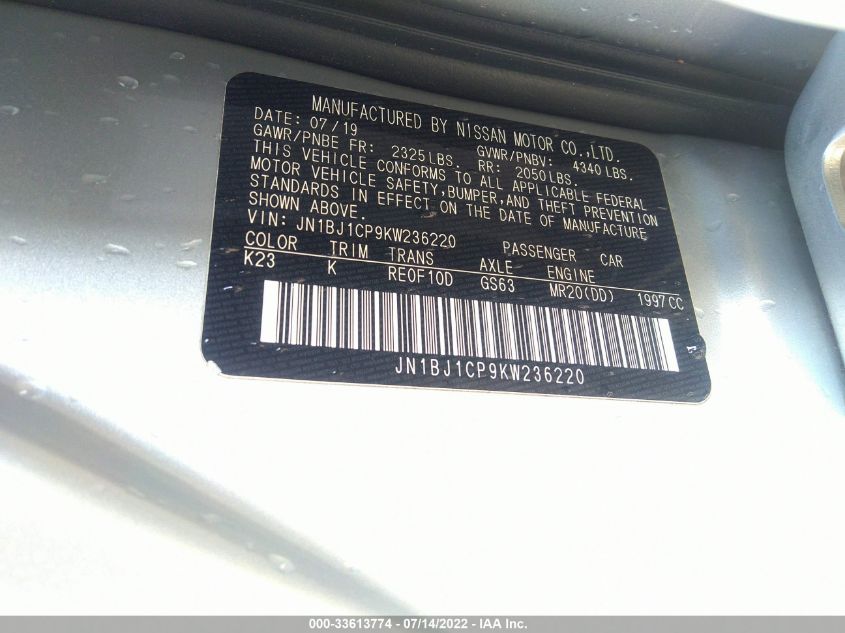 MANUFACTURED BY NISSAN MOTOR CO.,LTD.
DATE: 07/19 GVWR/PNBV: 4340 LBS.
GAWR/PNBE FR: 2325LBS. RR: 2050LBS.
THIS VEHICLE CONFORMS TO ALL APPLICABLE FEDERAL
MOTOR VEHICLE SAFETY,BUMPER,AND THEFT PREVENTION
STANDARDS IN EFFECT ON THE DATE OF MANUFACTURE
SHOWN ABOVE.
VIN: JN1BJ1CP9KW236220 PASSENGER CAR
COLOR TRIM TRANS AXLE ENGINE
K23 K RE0F10D GS63 MR20(DD) 1997CC
JN1BJ1CP9KW236220
000-33613774 - 07/14/2022 - IAA Inc.